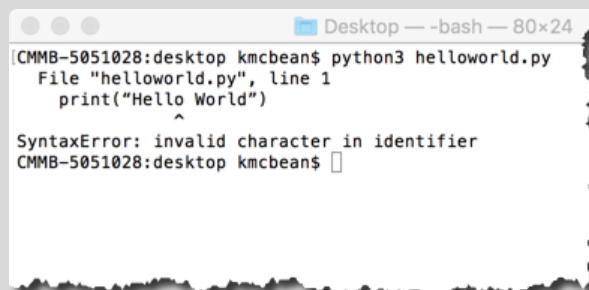 Desktop — -bash — 80×24
[CMMB-5051028:desktop kmcbean$ python3 helloworld.py
  File "helloworld.py", line 1
    print(“Hello World”)
               ^
SyntaxError: invalid character in identifier
CMMB-5051028:desktop kmcbean$